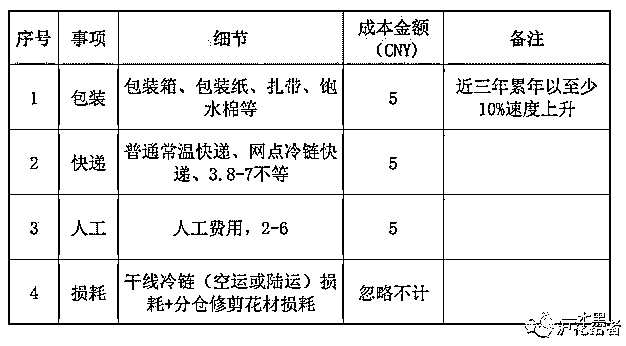 序号 事项 细节 成本金额 备注
(CNY)
1 包装 包装箱、包装纸、扎带、饱 5 近三年累年以至少
水棉等 10%速度上升
2 快递 普通常温快递、网点冷链快 5
递、3.8-7不等
3 人工 人工费用，2-6 5
4 损耗 干线冷链（空运或陆运）损 忽略不计
耗+分仓修剪花材损耗